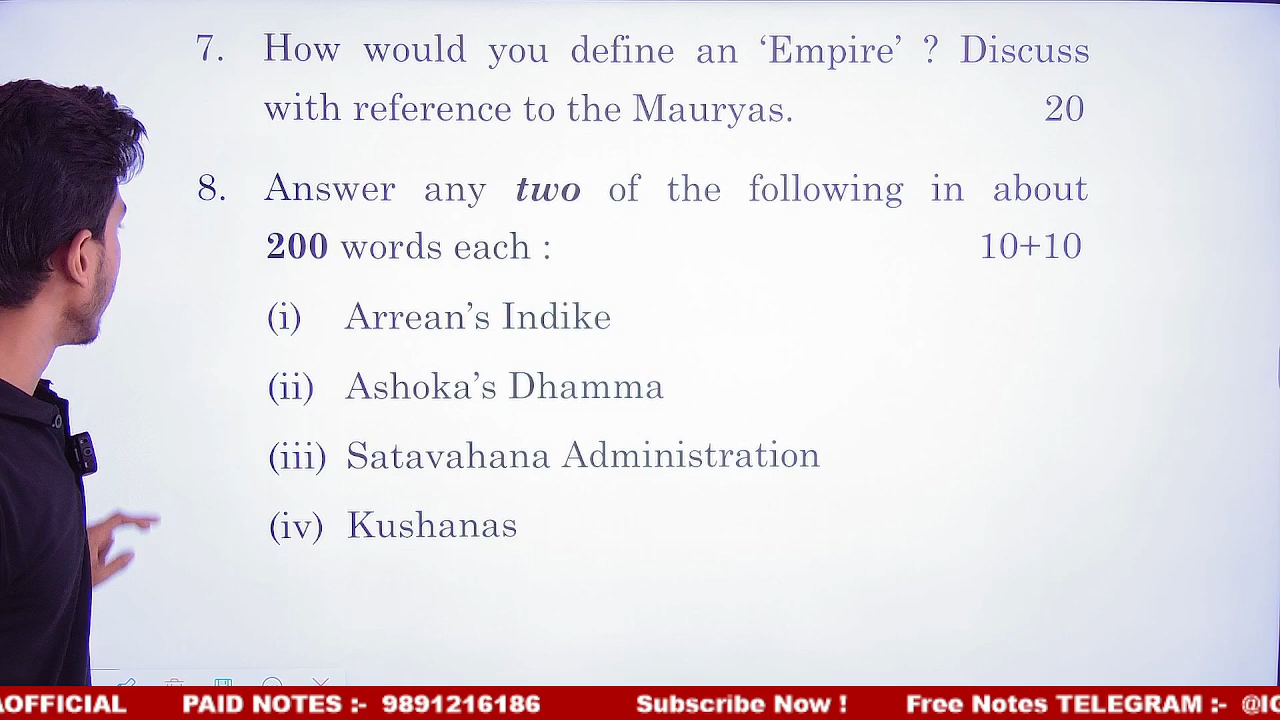 7. How would you define an ‘Empire’ ? Discuss
with reference to the Mauryas. 20
8. Answer any two of the following in about
200 words each : 10+10
(i) Arrean’s Indike
(ii) Ashoka’s Dhamma
(iii) Satavahana Administration
(iv) Kushanas
AOFFICIAL PAID NOTES :- 9891216186 Subscribe Now ! Free Notes TELEGRAM :- @IG